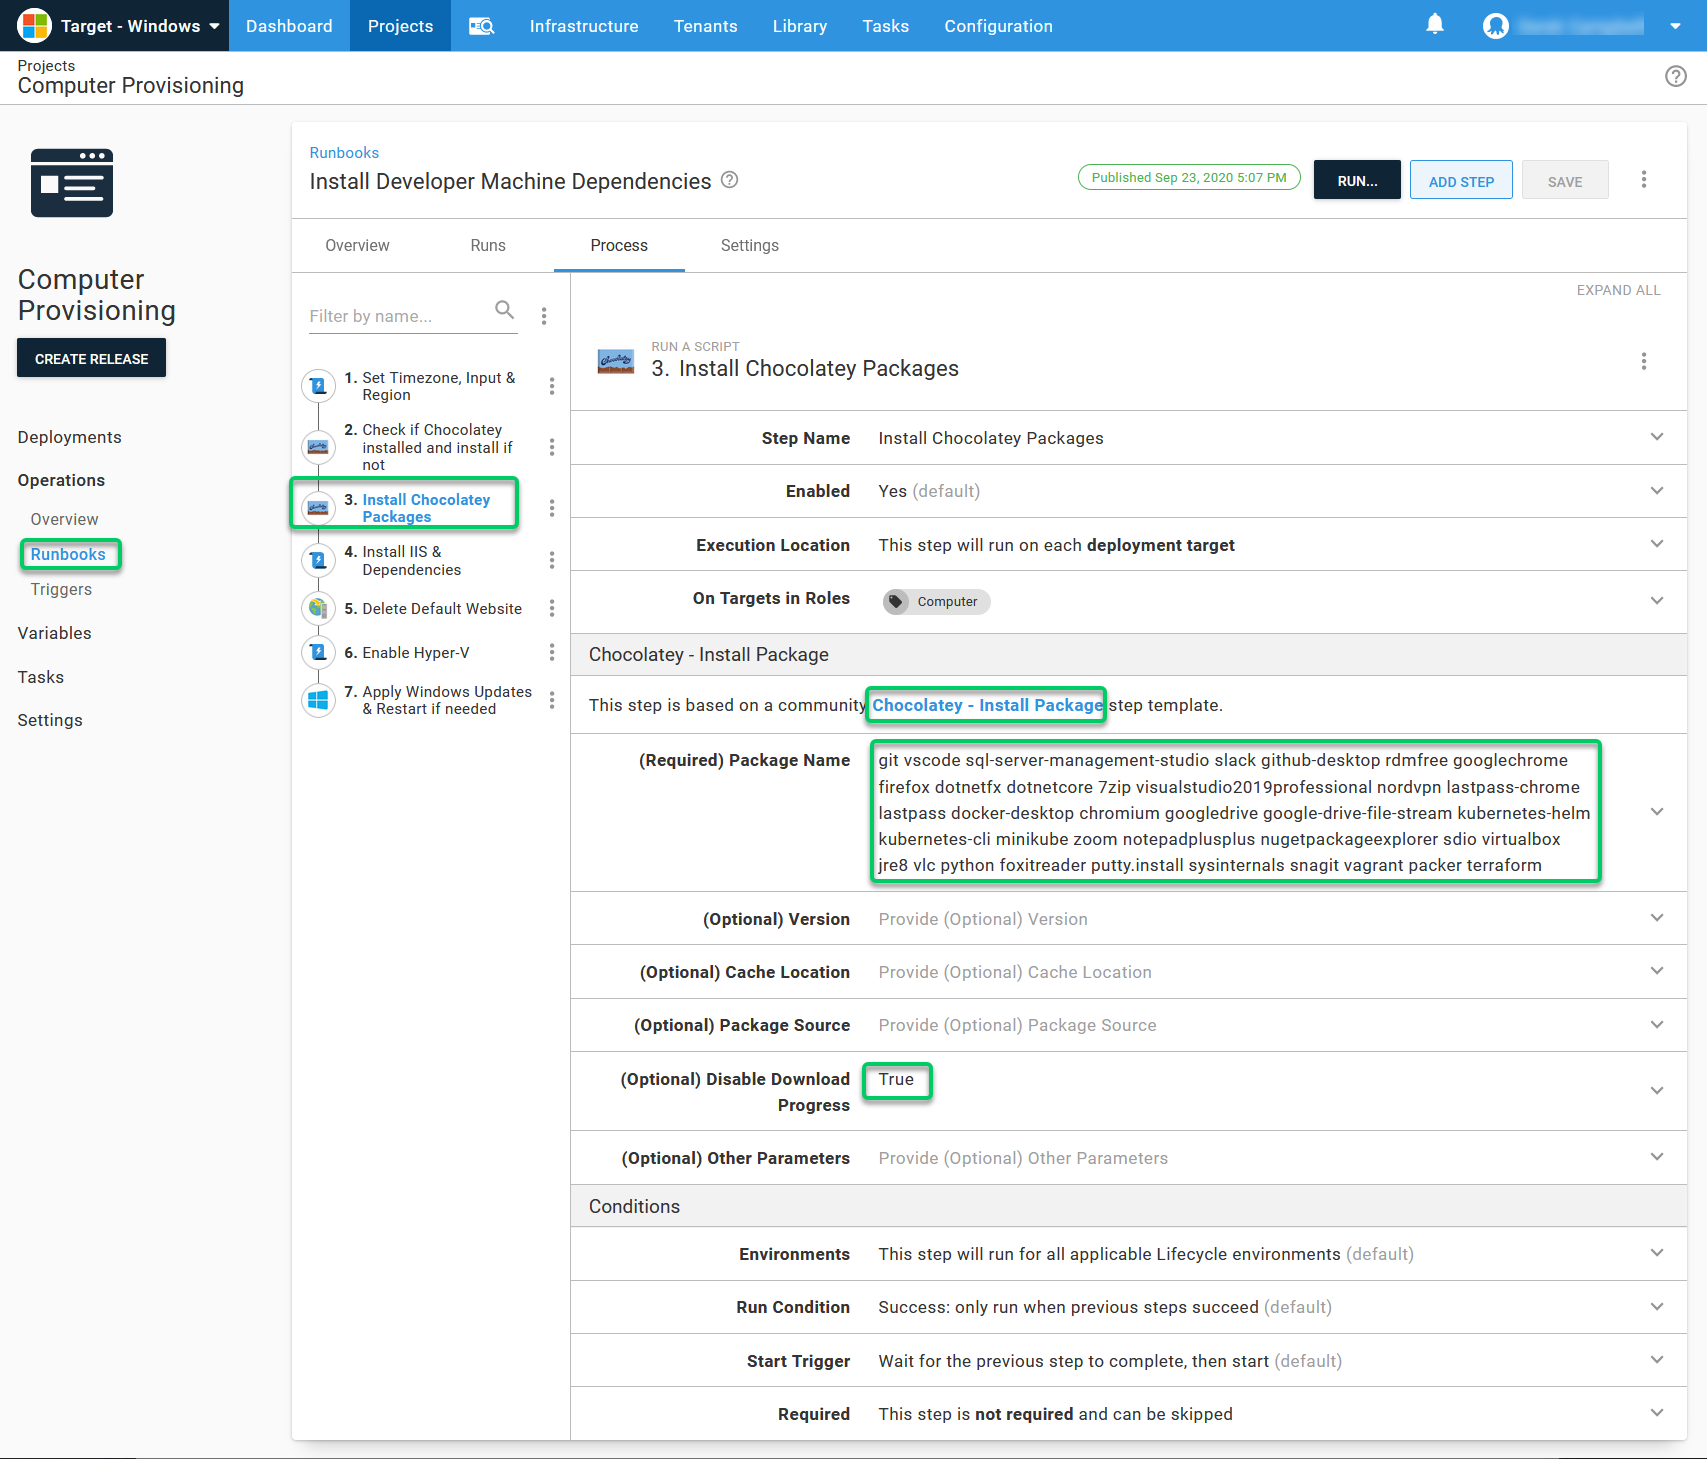 Target - Windows
Dashboard
Projects
Infrastructure
Tenants
Library
Tasks
Configuration
Projects
Computer Provisioning
Computer
Provisioning
CREATE RELEASE
Deployments
Operations
Overview
Runbooks
Triggers
Variables
Tasks
Settings
Runbooks
Install Developer Machine Dependencies
Published Sep 23, 2020 5:07 PM
RUN...
ADD STEP
SAVE
Overview
Runs
Process
Settings
Filter by name...
1. Set Timezone, Input &
Region
2. Check if Chocolatey
installed and install if
not
3. Install Chocolatey
Packages
4. Install IIS &
Dependencies
5. Delete Default Website
6. Enable Hyper-V
7. Apply Windows Updates
& Restart if needed
EXPAND ALL
RUN A SCRIPT
3. Install Chocolatey Packages
Step Name Install Chocolatey Packages
Enabled Yes (default)
Execution Location This step will run on each deployment target
On Targets in Roles Computer
Chocolatey - Install Package
This step is based on a community Chocolatey - Install Package step template.
(Required) Package Name git vscode sql-server-management-studio slack github-desktop rdmfree googlechrome
firefox dotnetfx dotnetcore 7zip visualstudio2019professional nordvpn lastpass-chrome
lastpass docker-desktop chromium googledrive google-drive-file-stream kubernetes-helm
kubernetes-cli minikube zoom notepadplusplus nugetpackageexplorer sdio virtualbox
jre8 vlc python foxitreader putty.install sysinternals snagit vagrant packer terraform
(Optional) Version Provide (Optional) Version
(Optional) Cache Location Provide (Optional) Cache Location
(Optional) Package Source Provide (Optional) Package Source
(Optional) Disable Download True
Progress
(Optional) Other Parameters Provide (Optional) Other Parameters
Conditions
Environments This step will run for all applicable Lifecycle environments (default)
Run Condition Success: only run when previous steps succeed (default)
Start Trigger Wait for the previous step to complete, then start (default)
Required This step is not required and can be skipped